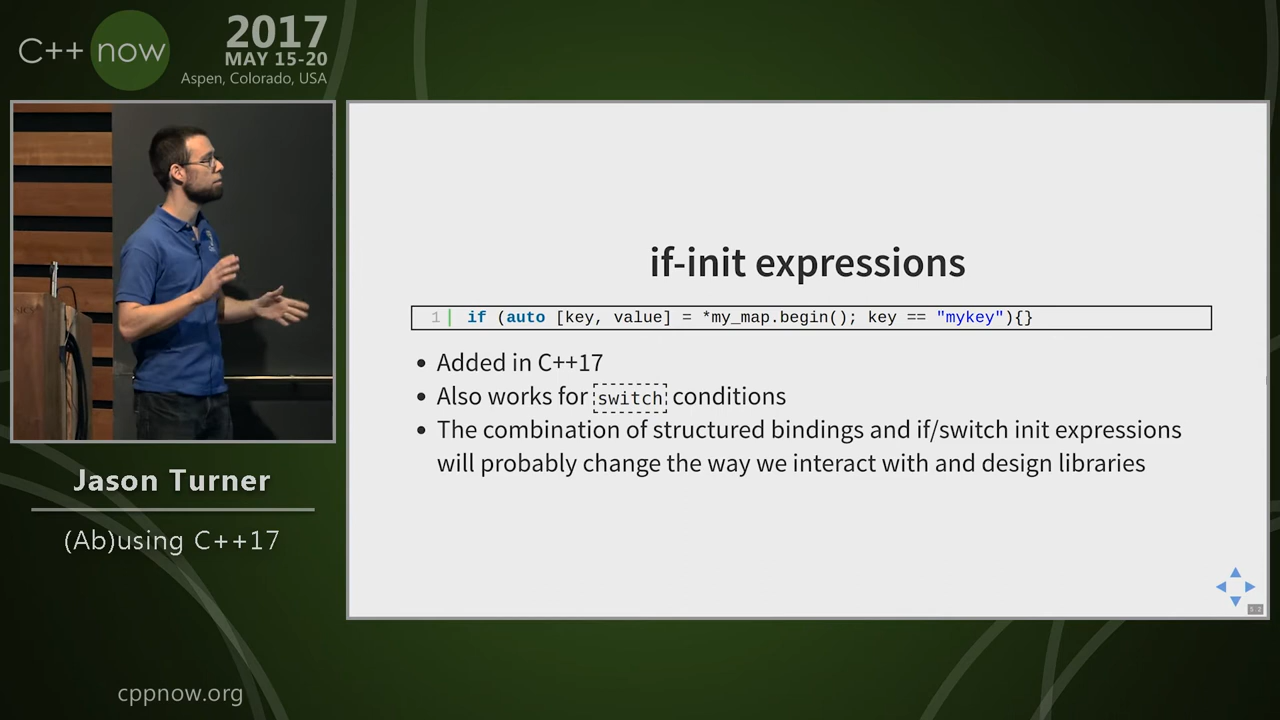 C++ now
2017
MAY 15-20
Aspen, Colorado, USA
if-init expressions
1 if (auto [key, value] = *my_map.begin(); key == "mykey"){}
Added in C++17
Also works for switch conditions
The combination of structured bindings and if/switch init expressions
will probably change the way we interact with and design libraries
Jason Turner
(Ab)using C++17
cppnow.org